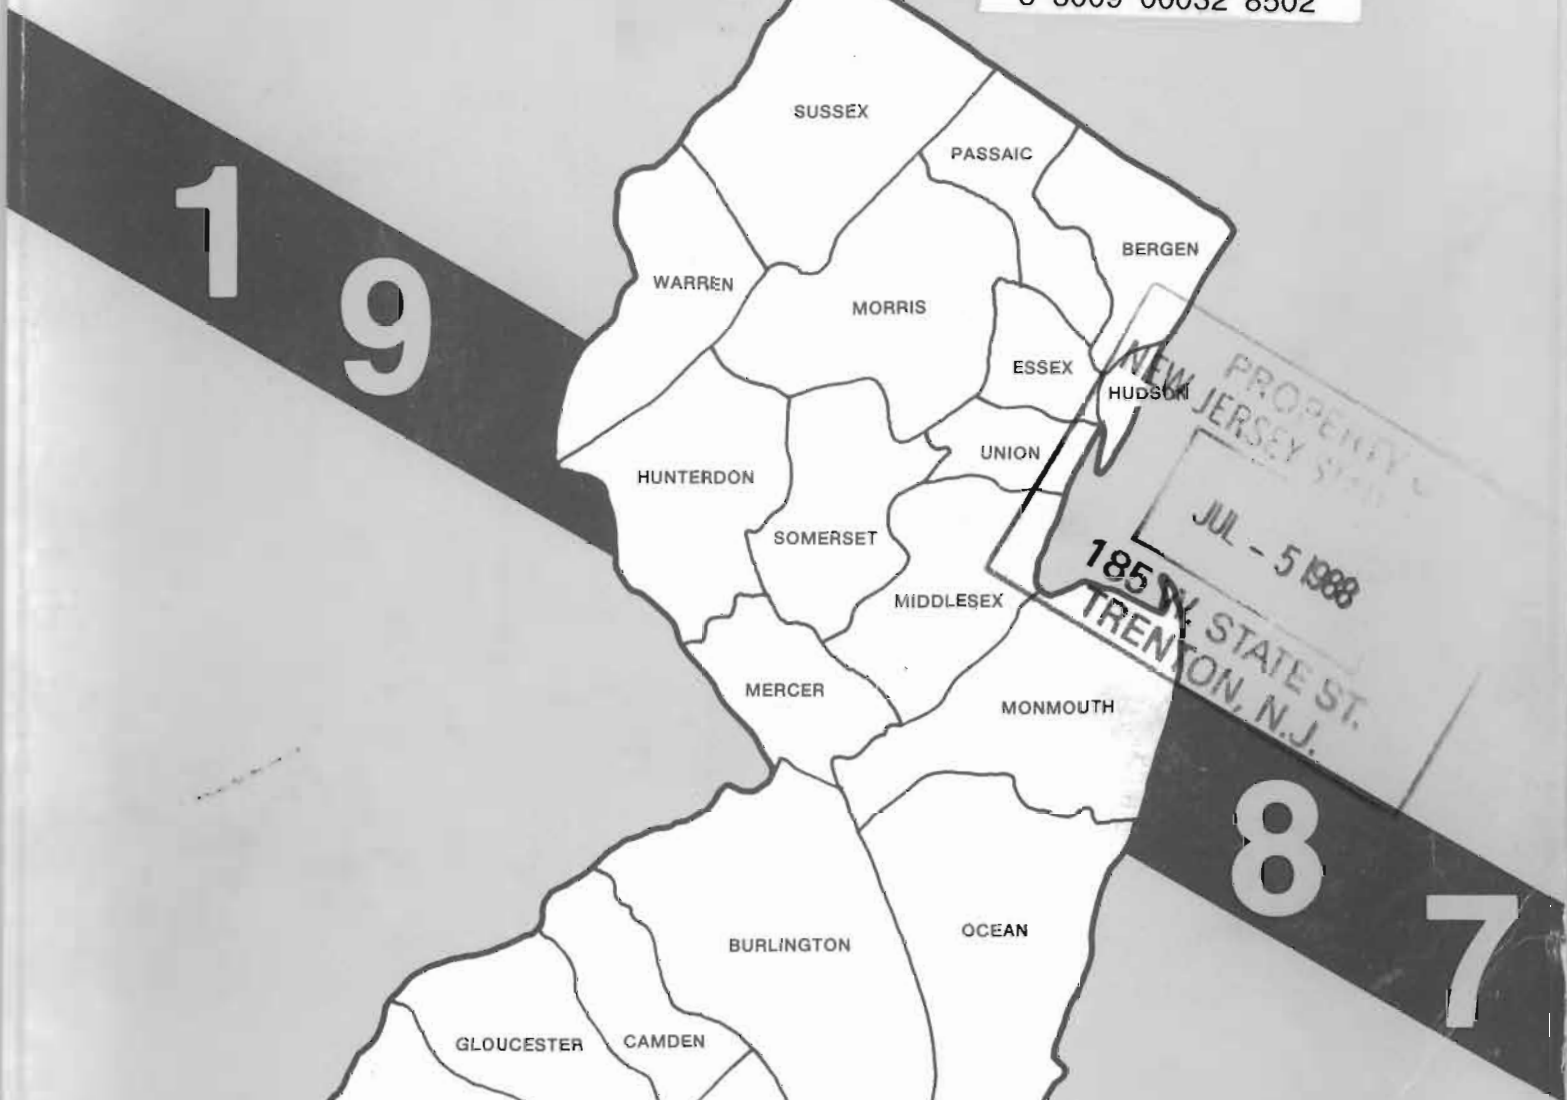 SUSSEX
PASSAIC
1
BERGEN
WARREN
9
MORRIS
ESSEX
HUDSON
PROPERTY
NEW JERSEY
UNION
HUNTERDON
SOMERSET
JUL - 5 1988
MIDDLESEX
185 W. STATE ST.
TRENTON, N.J.
MERCER
MONMOUTH
8
7
OCEAN
BURLINGTON
GLOUCESTER
CAMDEN